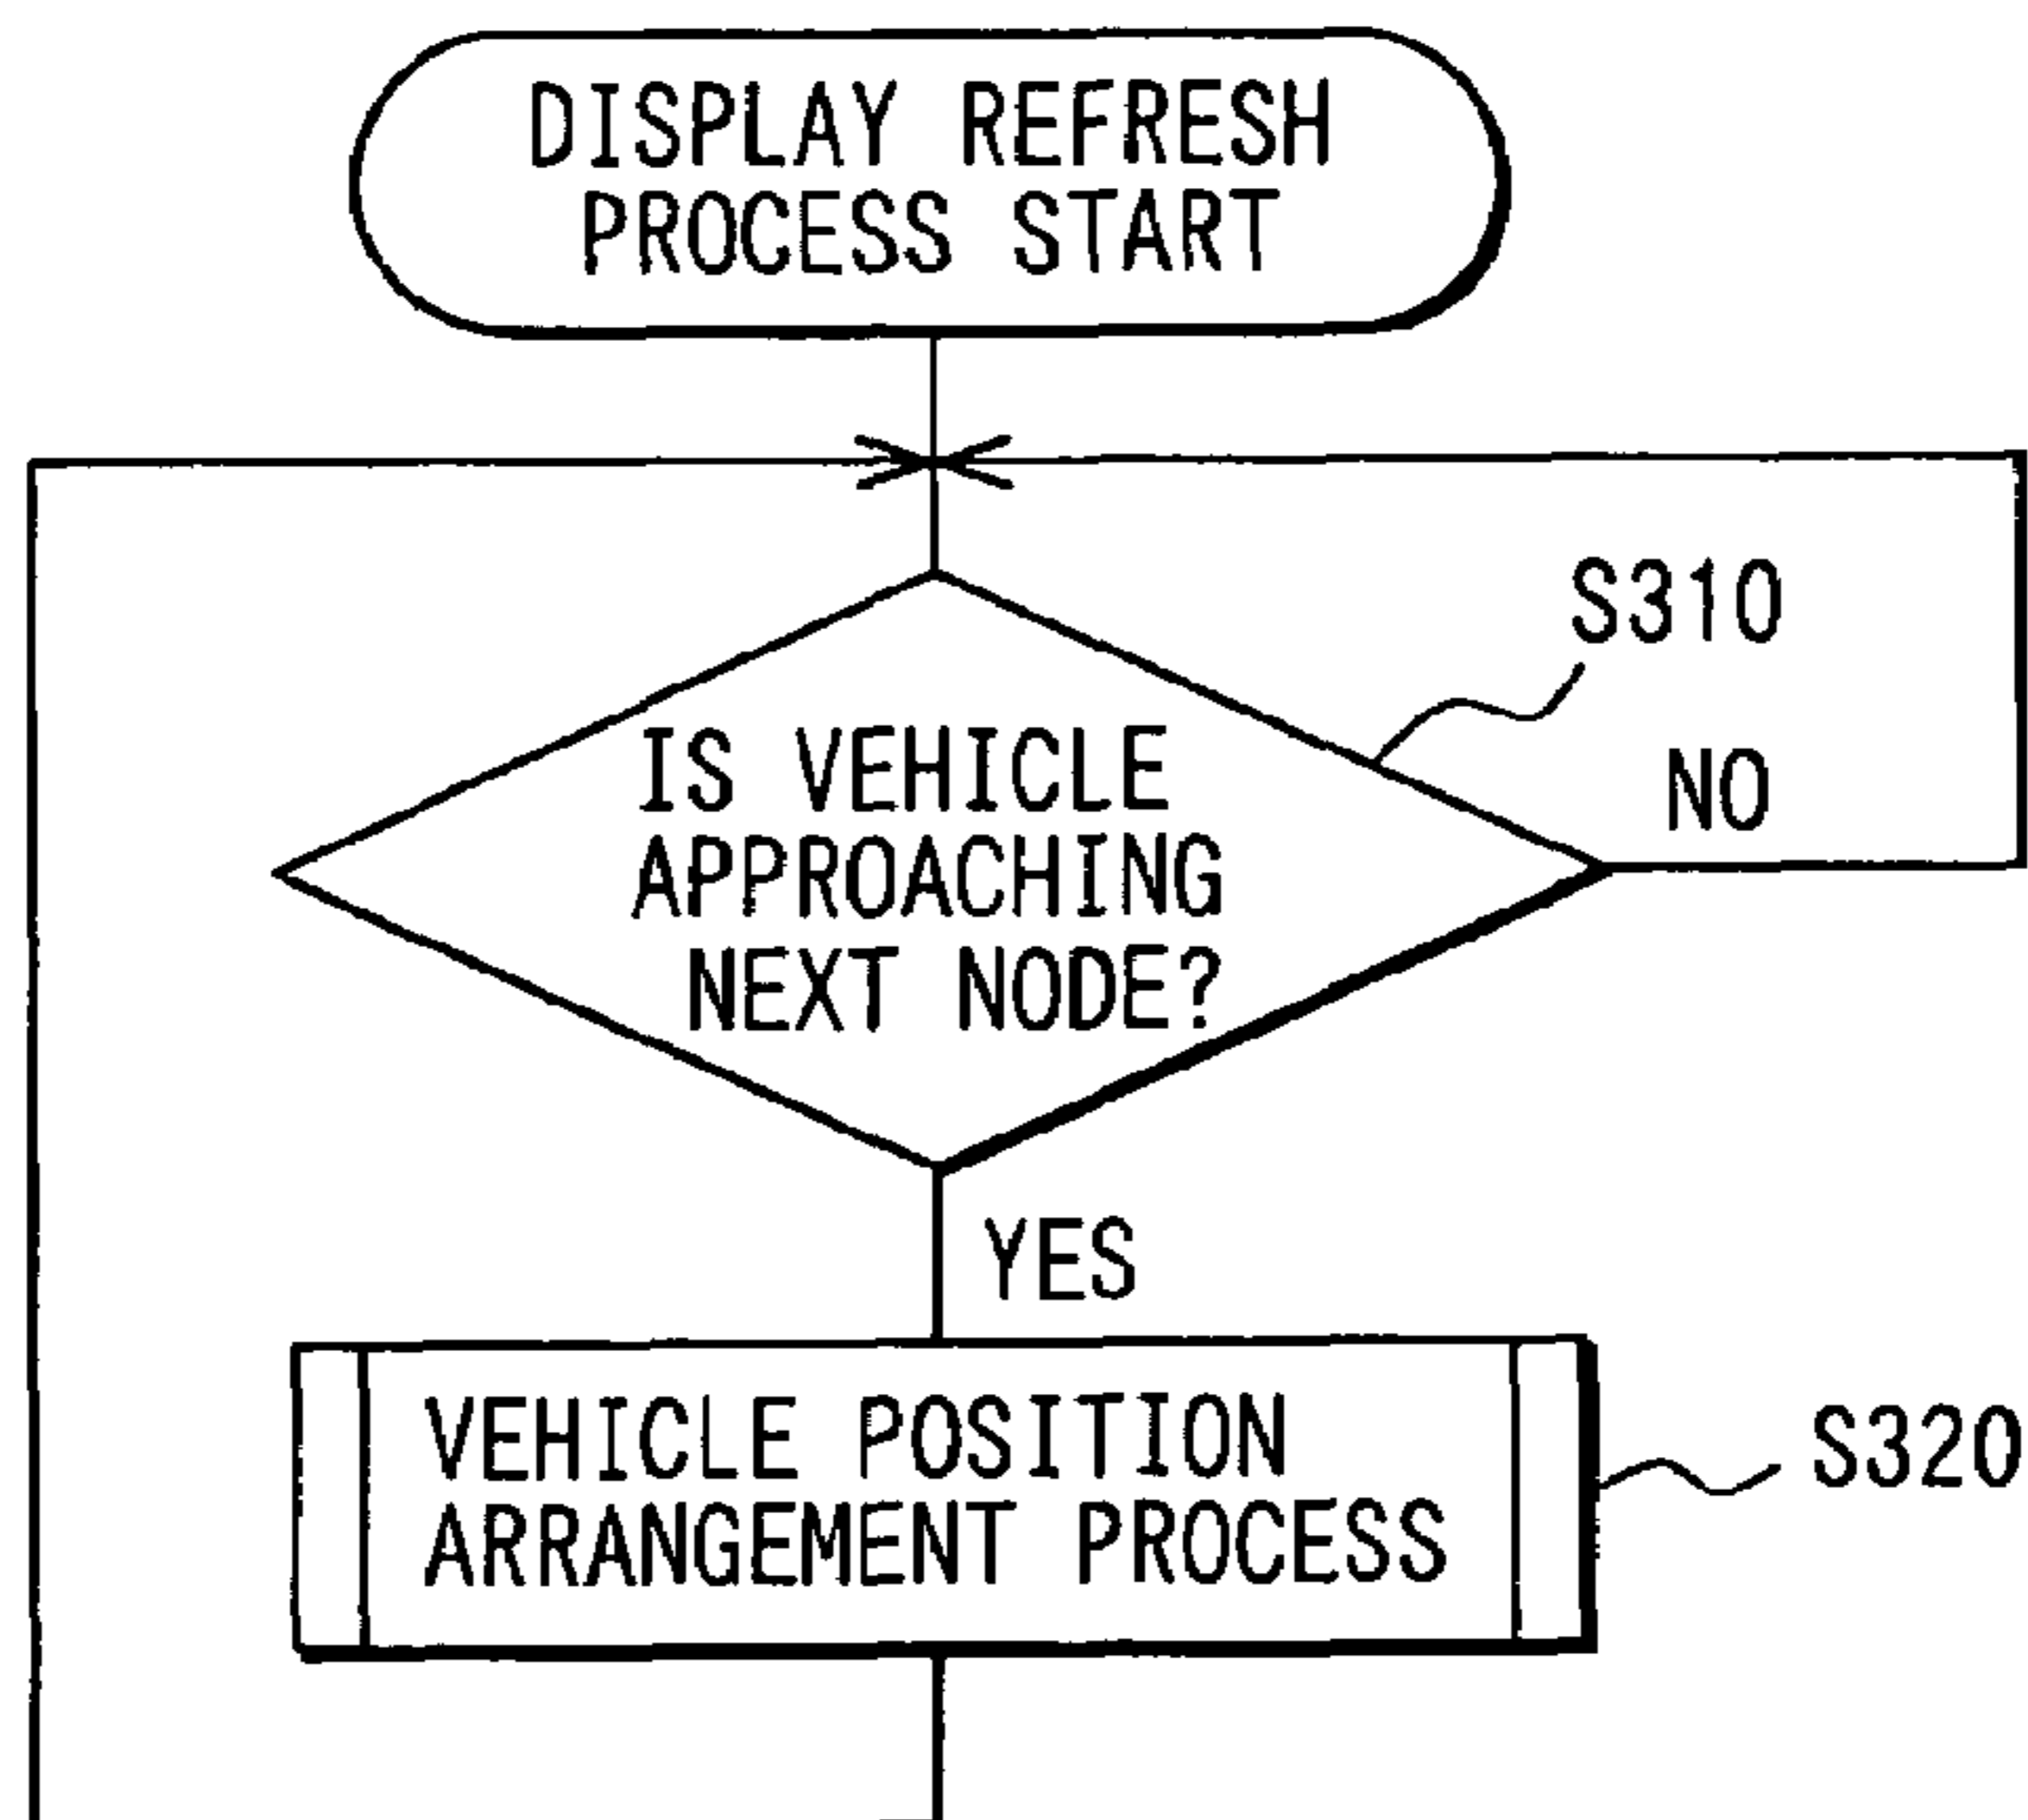 DISPLAY REFRESH
PROCESS START
S310
IS VEHICLE
APPROACHING
NEXT NODE?
NO
YES
VEHICLE POSITION
ARRANGEMENT PROCESS
S320